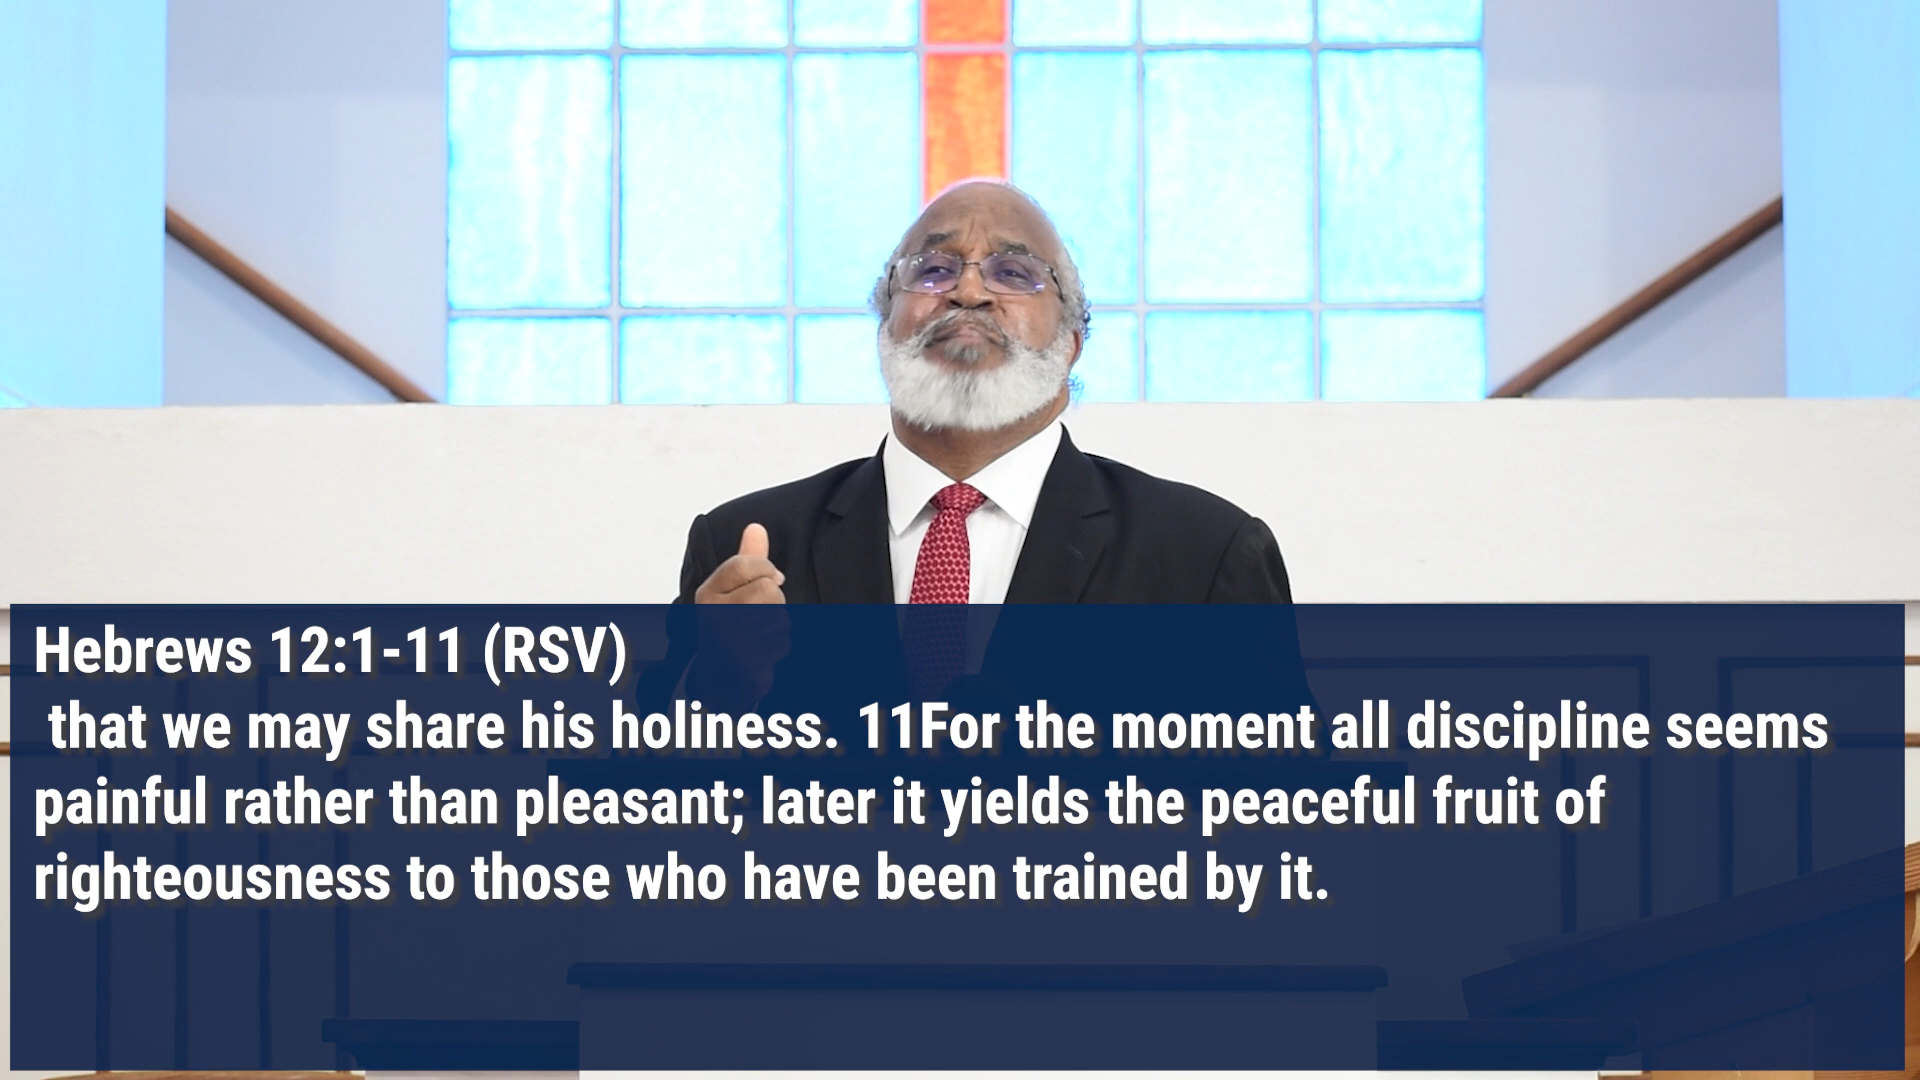 Hebrews 12:1-11 (RSV)
that we may share his holiness. 11For the moment all discipline seems
painful rather than pleasant; later it yields the peaceful fruit of
righteousness to those who have been trained by it.